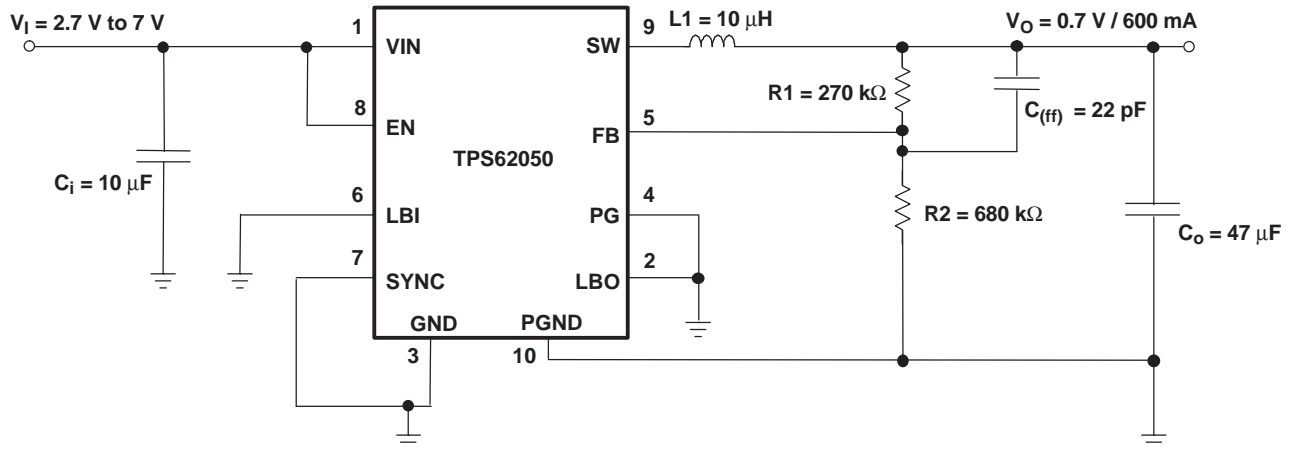 V_I = 2.7 V to 7 V
1
VIN
SW
9
L1 = 10 μH
V_O = 0.7 V / 600 mA
8
EN
R1 = 270 kΩ
C_(ff) = 22 pF
FB
5
TPS62050
C_i = 10 μF
6
LBI
PG
4
R2 = 680 kΩ
C_o = 47 μF
7
SYNC
LBO
2
GND
PGND
3
10